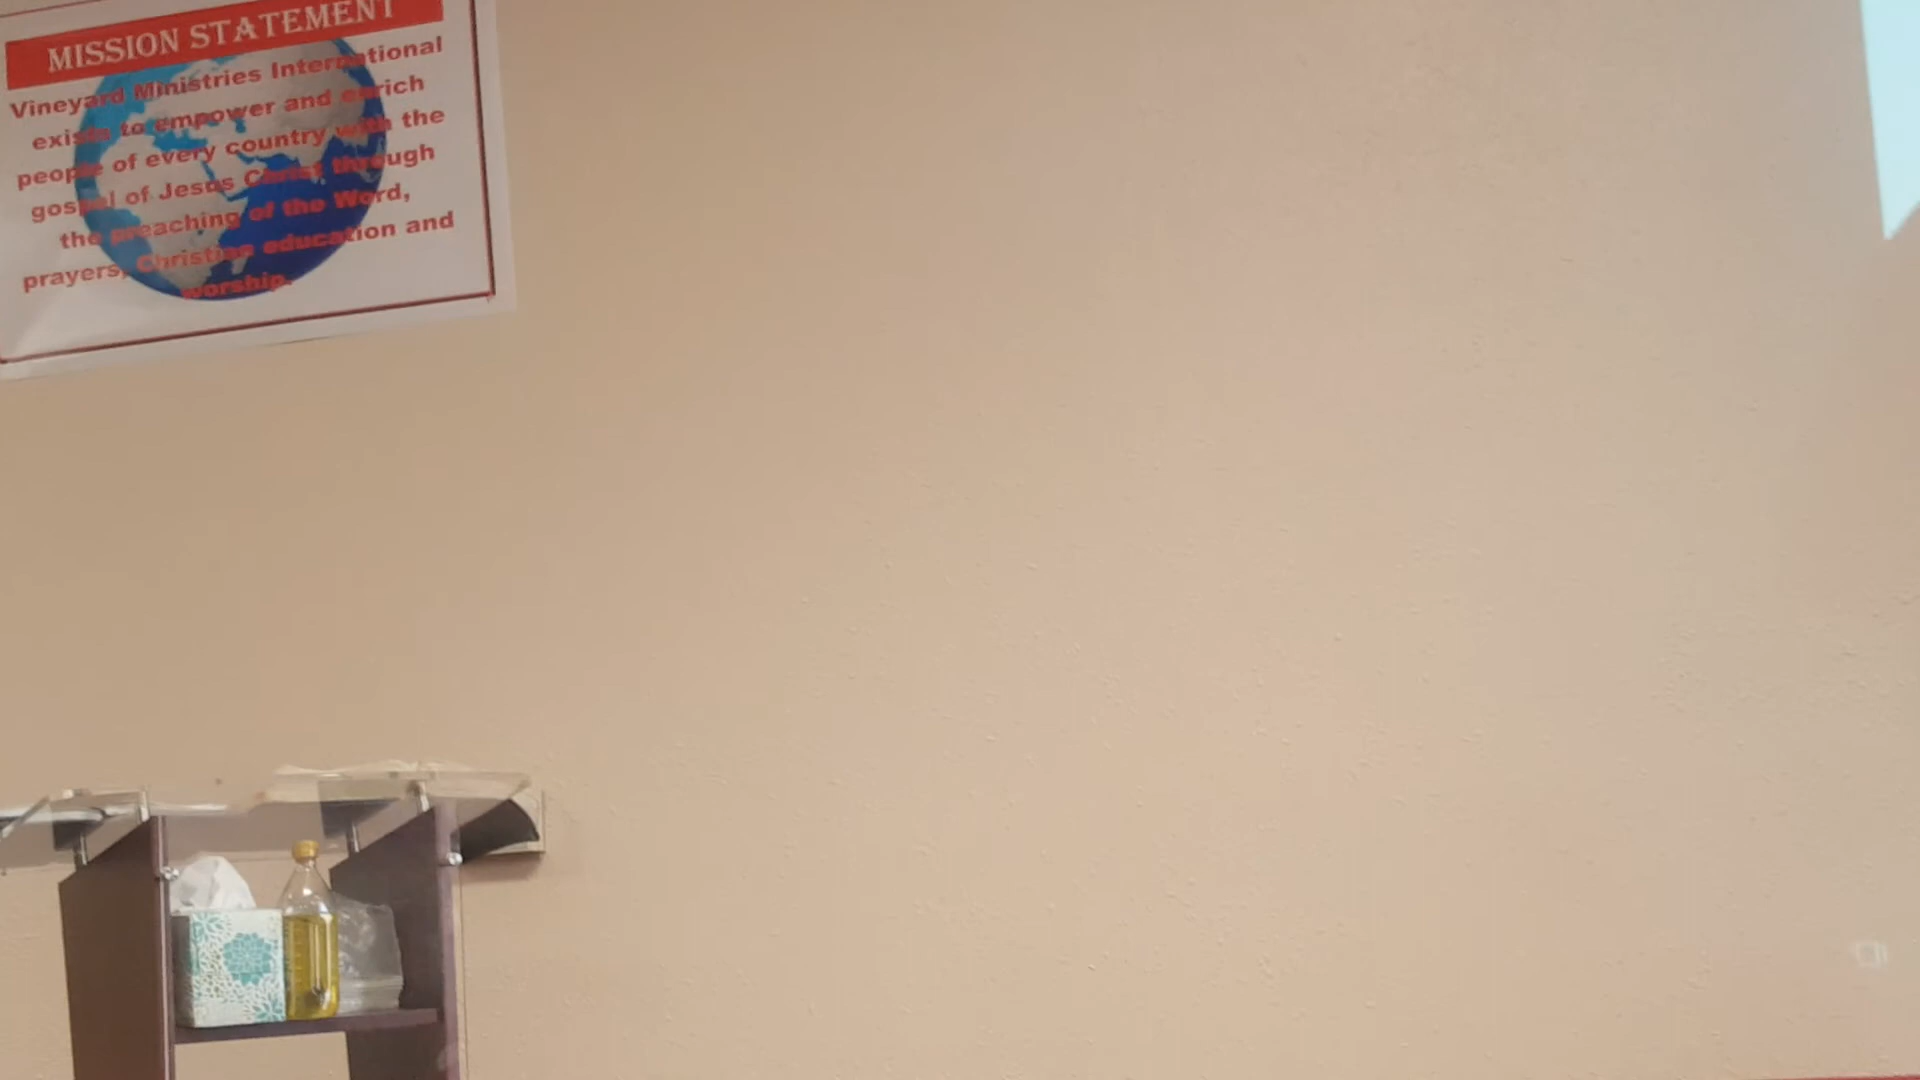 MISSION STATEMENT
Vineyard Ministries International
exists to empower and enrich
people of every country with the
gospel of Jesus Christ through
the preaching of the Word,
prayers, Christian education and
worship.